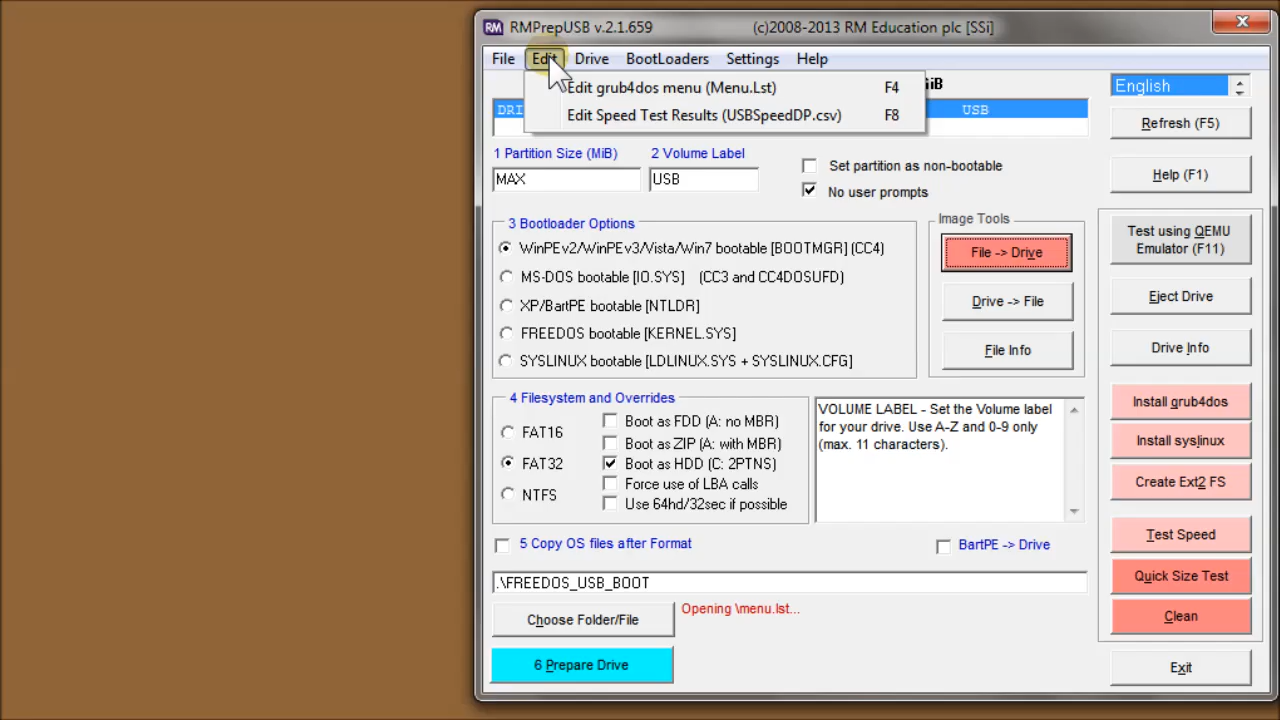 RM RMPrepUSB v.2.1.659 (c)2008-2013 RM Education plc [SSi]
File Edit Drive BootLoaders Settings Help
Edit grub4dos menu (Menu.Lst) F4
Edit Speed Test Results (USBSpeedDP.csv) F8
GiB
English
DRI USB
Refresh (F5)
1 Partition Size (MiB) 2 Volume Label
MAX USB
Set partition as non-bootable
No user prompts
Help (F1)
3 Bootloader Options
WinPEv2/WinPEv3/Vista/Win7 bootable [BOOTMGR] (CC4)
MS-DOS bootable [IO.SYS] (CC3 and CC4DOSUFD)
XP/BartPE bootable [NTLDR]
FREEDOS bootable [KERNEL.SYS]
SYSLINUX bootable [LDLINUX.SYS + SYSLINUX.CFG]
Image Tools
File -> Drive
Drive -> File
File Info
Test using QEMU
Emulator (F11)
Eject Drive
Drive Info
Install grub4dos
Install syslinux
Create Ext2 FS
Test Speed
Quick Size Test
Clean
4 Filesystem and Overrides
FAT16
FAT32
NTFS
Boot as FDD (A: no MBR)
Boot as ZIP (A: with MBR)
Boot as HDD (C: 2PTNS)
Force use of LBA calls
Use 64hd/32sec if possible
VOLUME LABEL - Set the Volume label
for your drive. Use A-Z and 0-9 only
(max. 11 characters).
5 Copy OS files after Format
BartPE -> Drive
.\FREEDOS_USB_BOOT
Choose Folder/File
Opening \menu.lst...
6 Prepare Drive
Exit